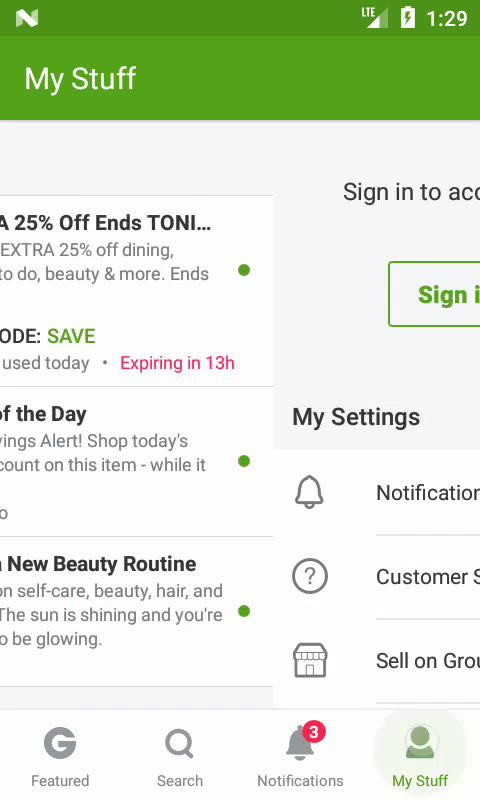 LTE 1:29
My Stuff
A 25% Off Ends TONI...
EXTRA 25% off dining,
to do, beauty & more. Ends
ODE: SAVE
used today • Expiring in 13h
of the Day
vings Alert! Shop today's
count on this item - while it
o
a New Beauty Routine
on self-care, beauty, hair, and
The sun is shining and you're
o be glowing.
Sign in to acc
Sign i
My Settings
Notification
Customer S
Sell on Grou
3
Featured Search Notifications My Stuff